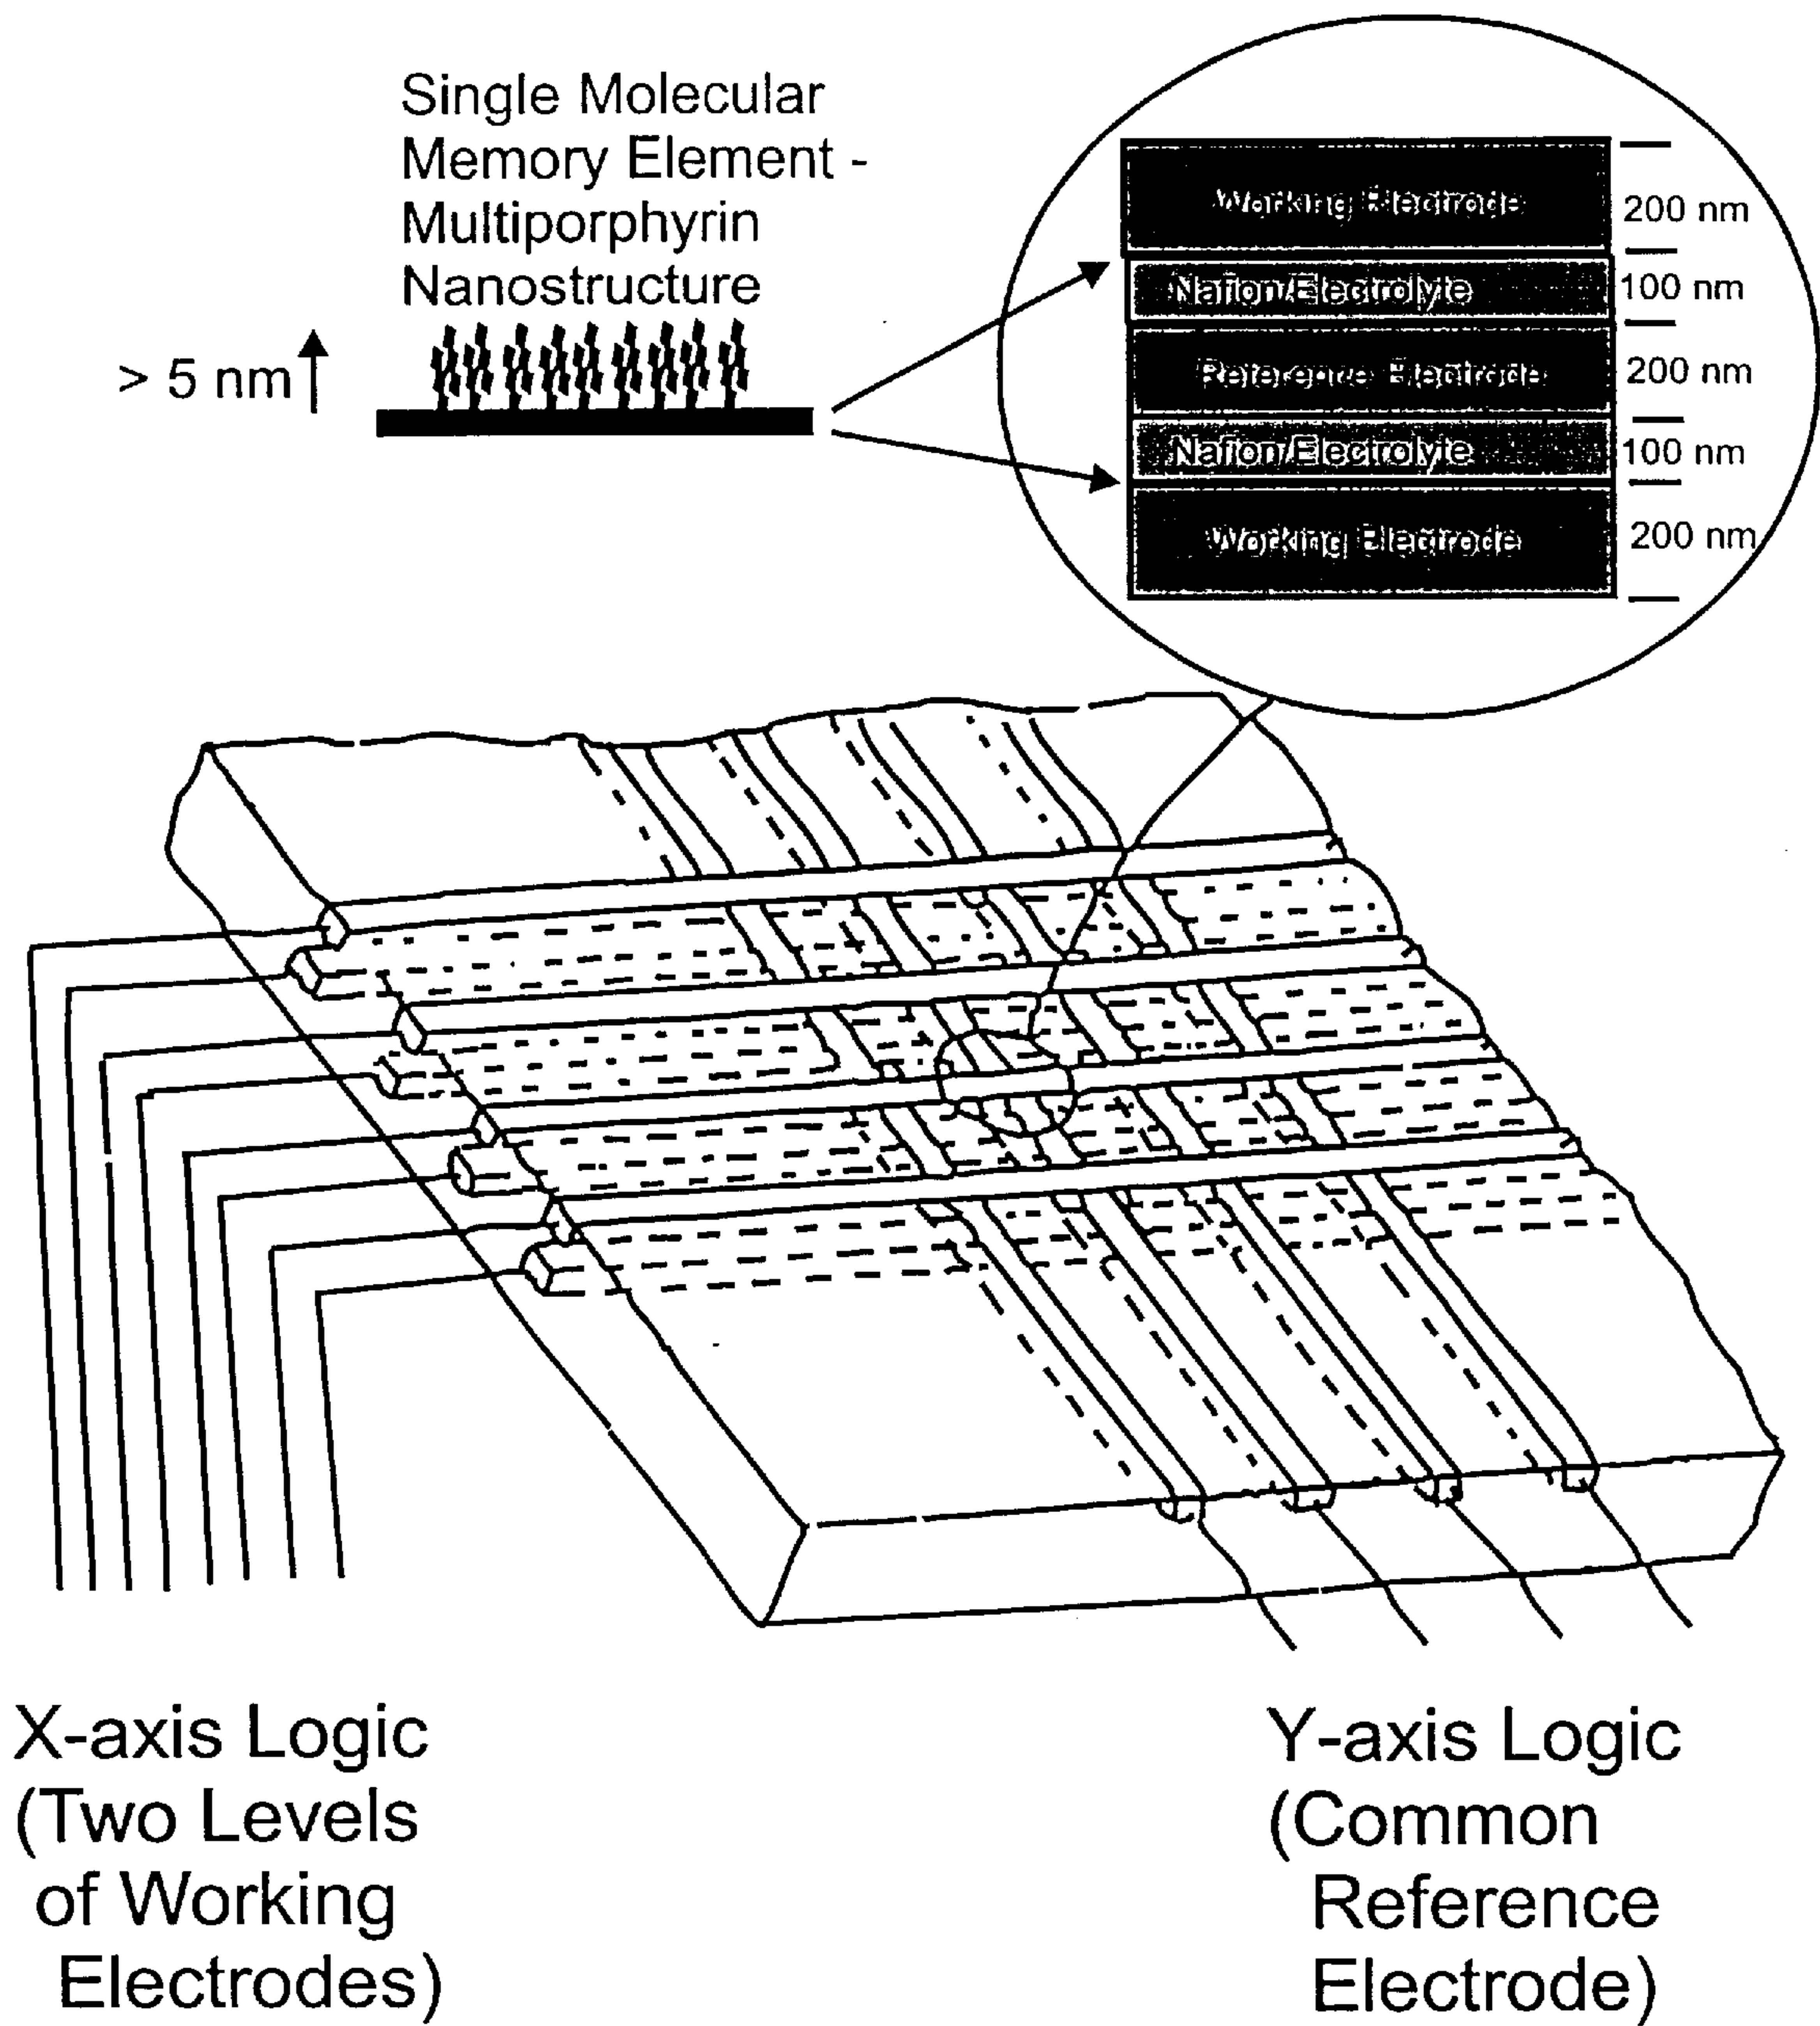 Single Molecular
Memory Element -
Multiporphyrin
Nanostructure
> 5 nm
Working Electrode
200 nm
Nafion/Electrolyte
100 nm
Reference Electrode
200 nm
Nafion/Electrolyte
100 nm
Working Electrode
200 nm
X-axis Logic
(Two Levels
of Working
Electrodes)
Y-axis Logic
(Common
Reference
Electrode)